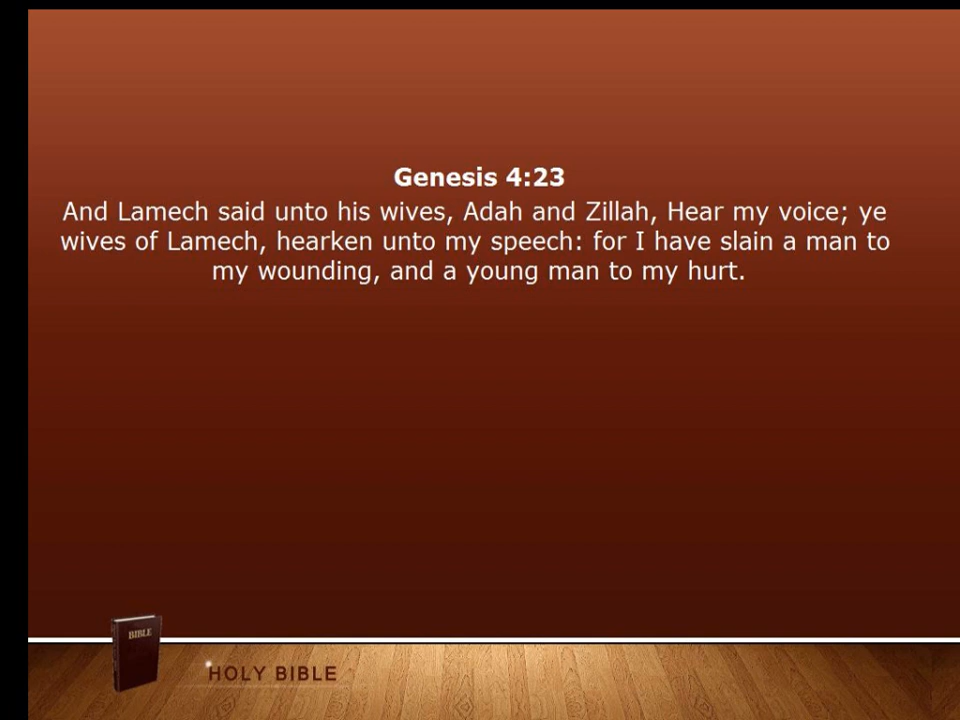 Genesis 4:23
And Lamech said unto his wives, Adah and Zillah, Hear my voice; ye
wives of Lamech, hearken unto my speech: for I have slain a man to
my wounding, and a young man to my hurt.
BIBLE
HOLY BIBLE